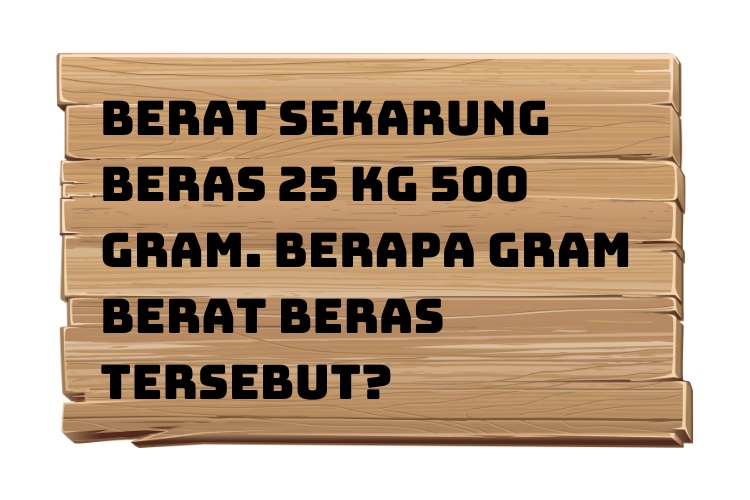 BERAT SEKARUNG
BERAS 25 KG 500
GRAM. BERAPA GRAM
BERAT BERAS
TERSEBUT?